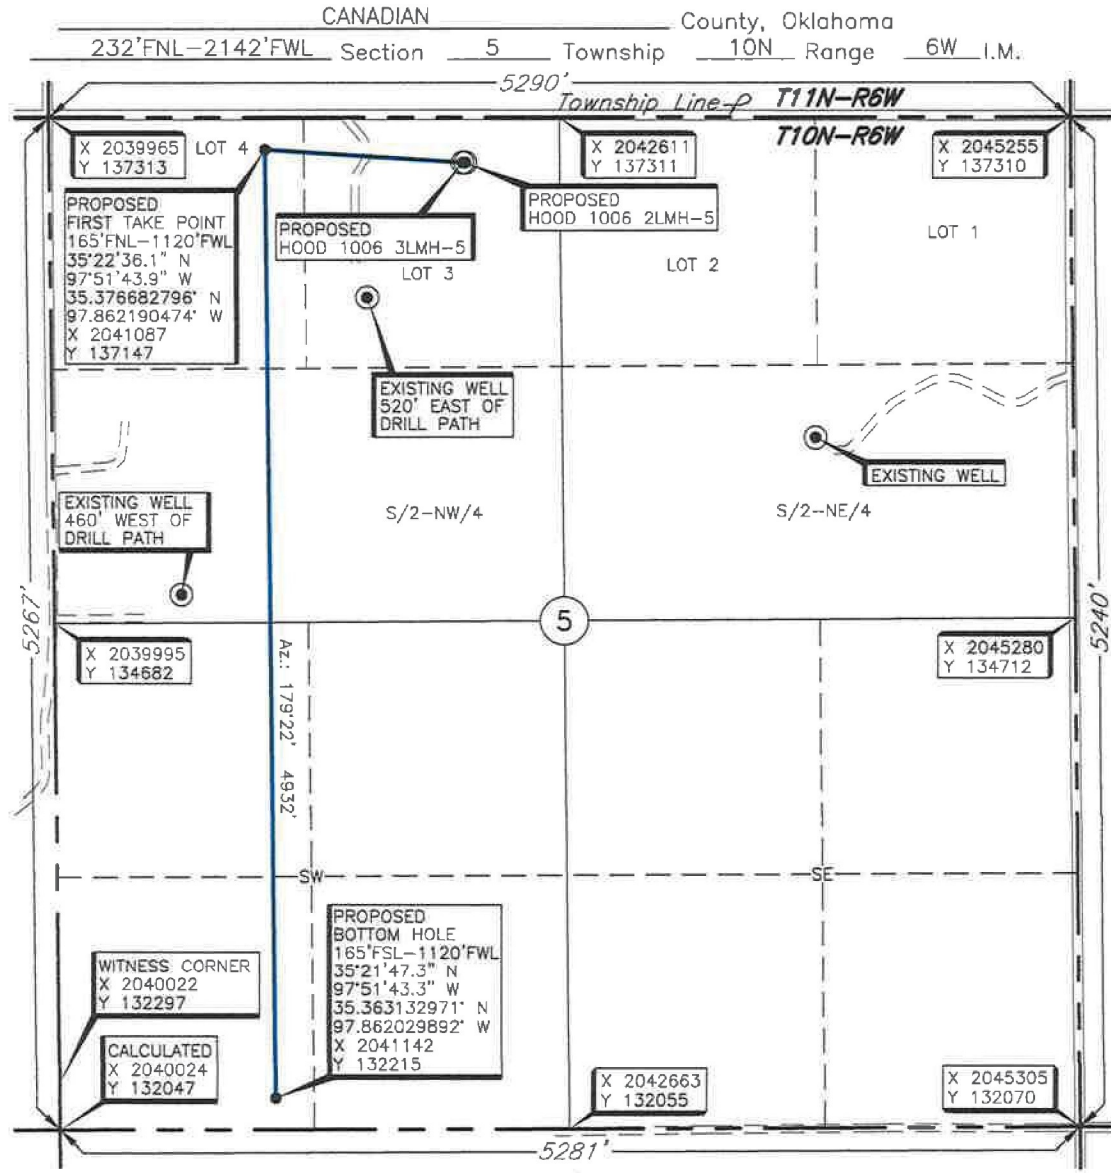 CANADIAN County, Oklahoma
232'FNL-2142'FWL Section 5 Township 10N Range 6W I.M.
5290'
Township Line T11N-R6W
T10N-R6W
X 2039965
Y 137313
LOT 4
X 2042611
Y 137311
X 2045255
Y 137310
PROPOSED
FIRST TAKE POINT
165'FNL-1120'FWL
35°22'36.1" N
97°51'43.9" W
35.376682796° N
97.862190474° W
X 2041087
Y 137147
PROPOSED
HOOD 1006 3LMH-5
PROPOSED
HOOD 1006 2LMH-5
LOT 3
LOT 2
LOT 1
EXISTING WELL
520' EAST OF
DRILL PATH
EXISTING WELL
EXISTING WELL
460' WEST OF
DRILL PATH
S/2-NW/4
S/2--NE/4
5297'
5240'
5
X 2039995
Y 134682
X 2045280
Y 134712
Az.: 179°22' 4932'
SW
SE
PROPOSED
BOTTOM HOLE
165'FSL-1120'FWL
35°21'47.3" N
97°51'43.3" W
35.363132971° N
97.862029892° W
X 2041142
Y 132215
WITNESS CORNER
X 2040022
Y 132297
CALCULATED
X 2040024
Y 132047
X 2042663
Y 132055
X 2045305
Y 132070
5281'